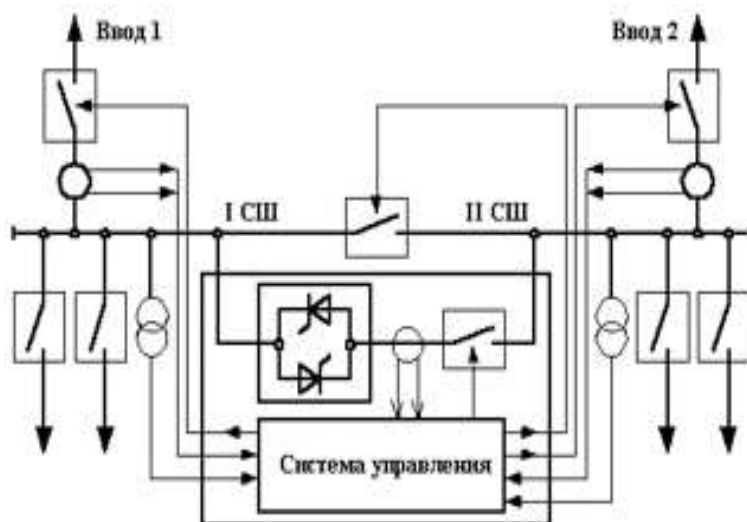 Ввод 1
Ввод 2
I СШ
II СШ
Система управления